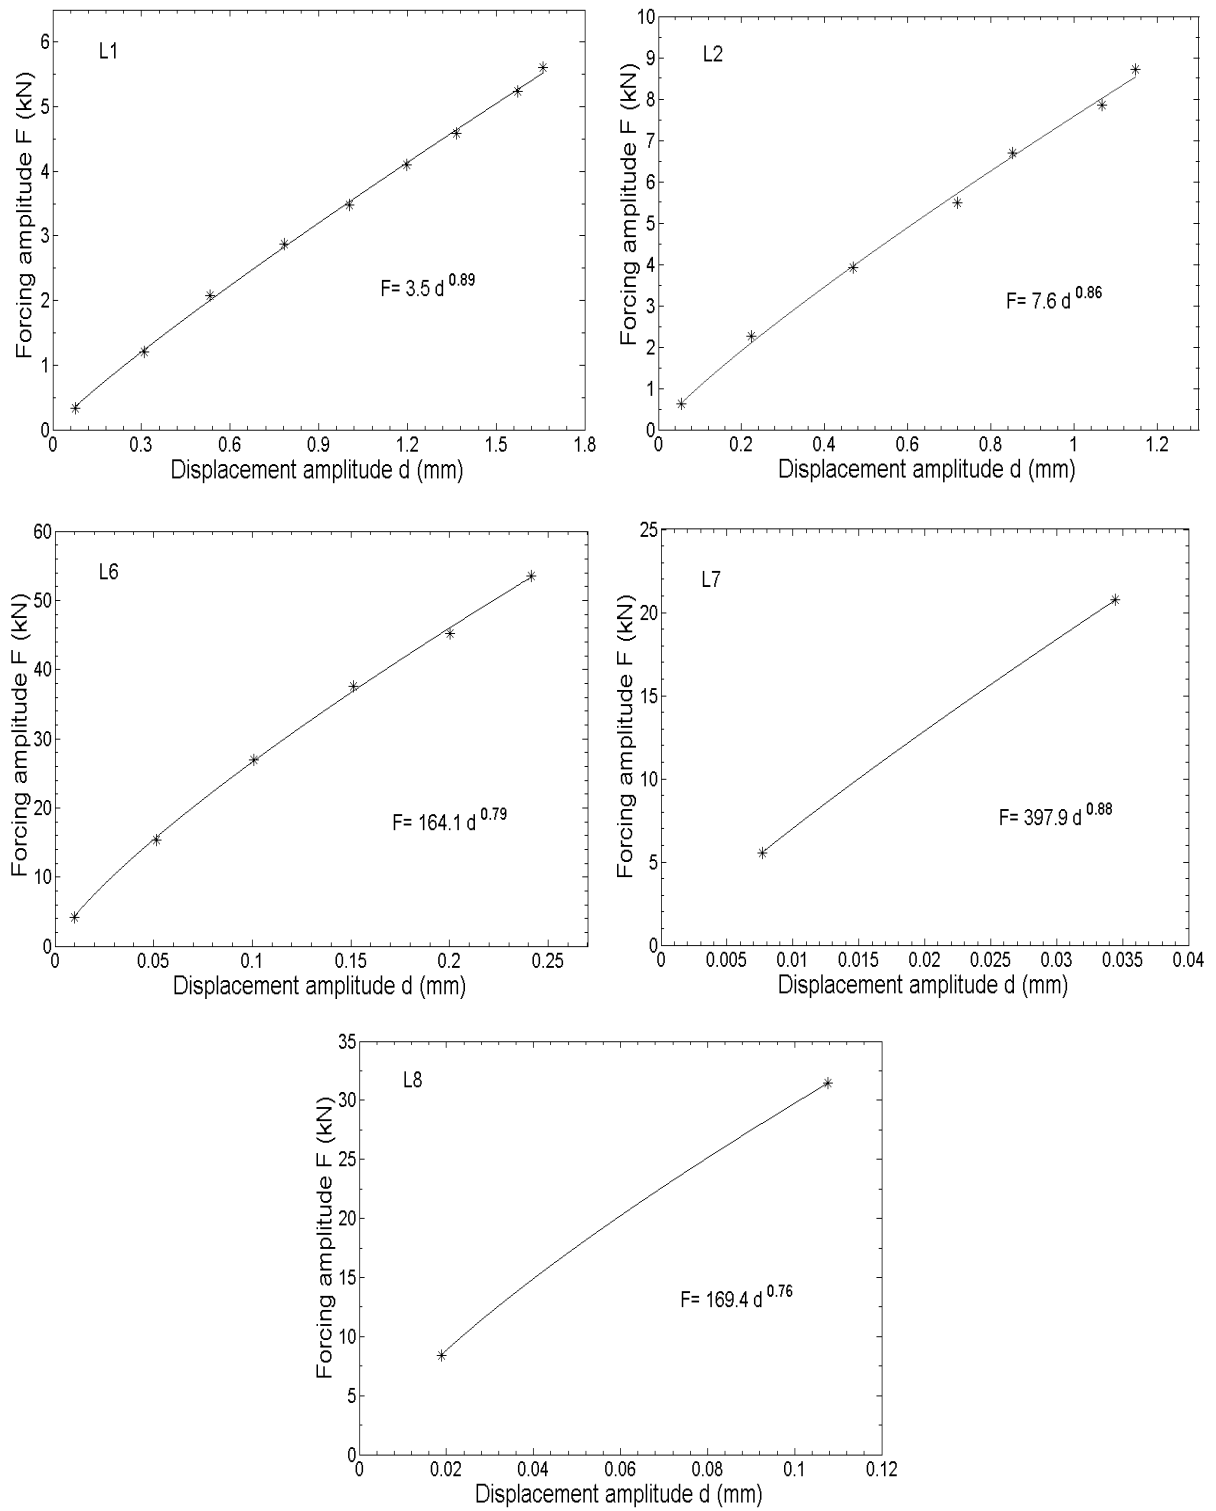 L1
Forcing amplitude F (kN)
6
5
4
3
2
1
0
F= 3.5 d 0.89
0 0.3 0.6 0.9 1.2 1.5 1.8
Displacement amplitude d (mm)
L2
Forcing amplitude F (kN)
10
9
8
7
6
5
4
3
2
1
0
F= 7.6 d 0.86
0 0.2 0.4 0.6 0.8 1 1.2
Displacement amplitude d (mm)
L6
Forcing amplitude F (kN)
60
50
40
30
20
10
0
F= 164.1 d 0.79
0 0.05 0.1 0.15 0.2 0.25
Displacement amplitude d (mm)
L7
Forcing amplitude F (kN)
25
20
15
10
5
0
F= 397.9 d 0.88
0 0.005 0.01 0.015 0.02 0.025 0.03 0.035 0.04
Displacement amplitude d (mm)
L8
Forcing amplitude F (kN)
35
30
25
20
15
10
5
0
F= 169.4 d 0.76
0 0.02 0.04 0.06 0.08 0.1 0.12
Displacement amplitude d (mm)